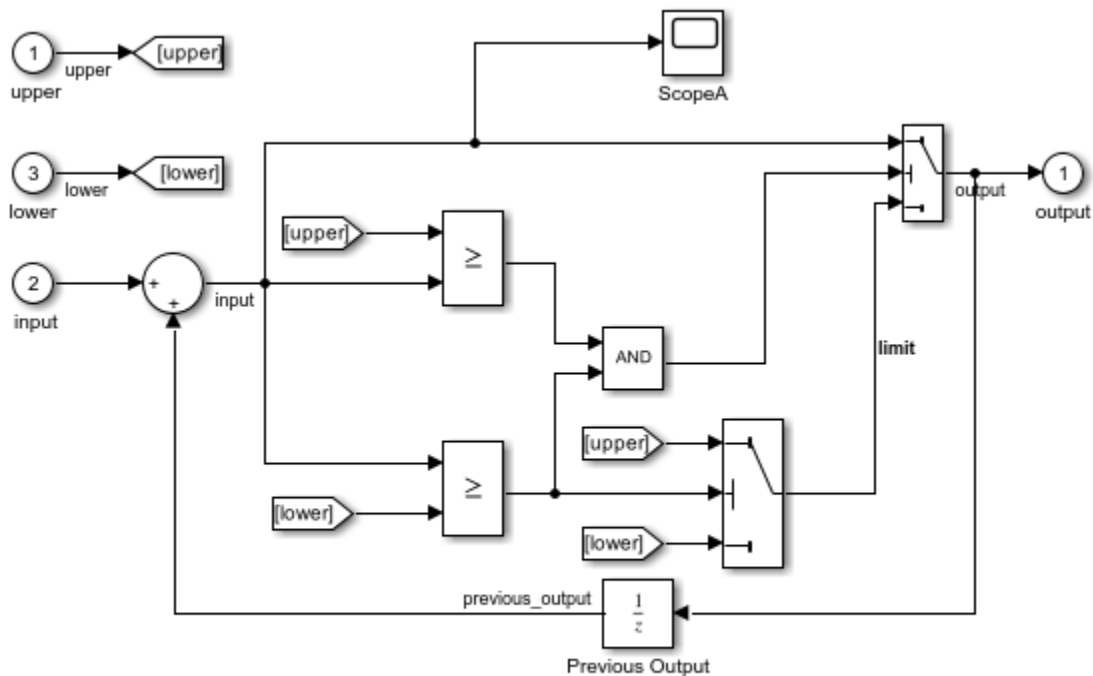 1
[upper]
upper
upper
ScopeA
3
[lower]
lower
lower
output
1
output
[upper]
≥
2
+
+
input
input
AND
limit
[upper]
≥
[lower]
[lower]
previous_output
1
z
Previous Output